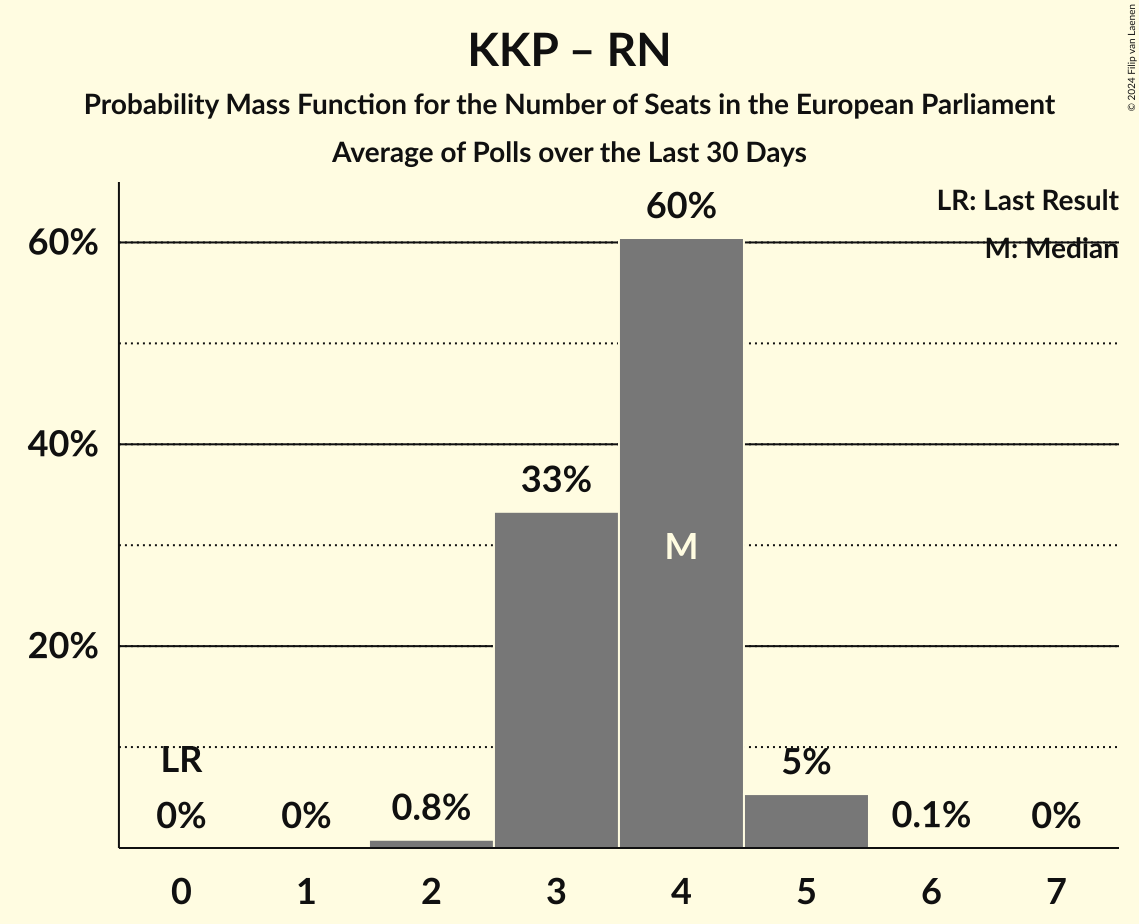 KKP – RN
Probability Mass Function for the Number of Seats in the European Parliament
Average of Polls over the Last 30 Days
© 2024 Filip van Laenen
LR: Last Result
M: Median
60%
40%
20%
LR
0%
0%
0.8%
33%
60%
M
5%
0.1%
0%
0 1 2 3 4 5 6 7